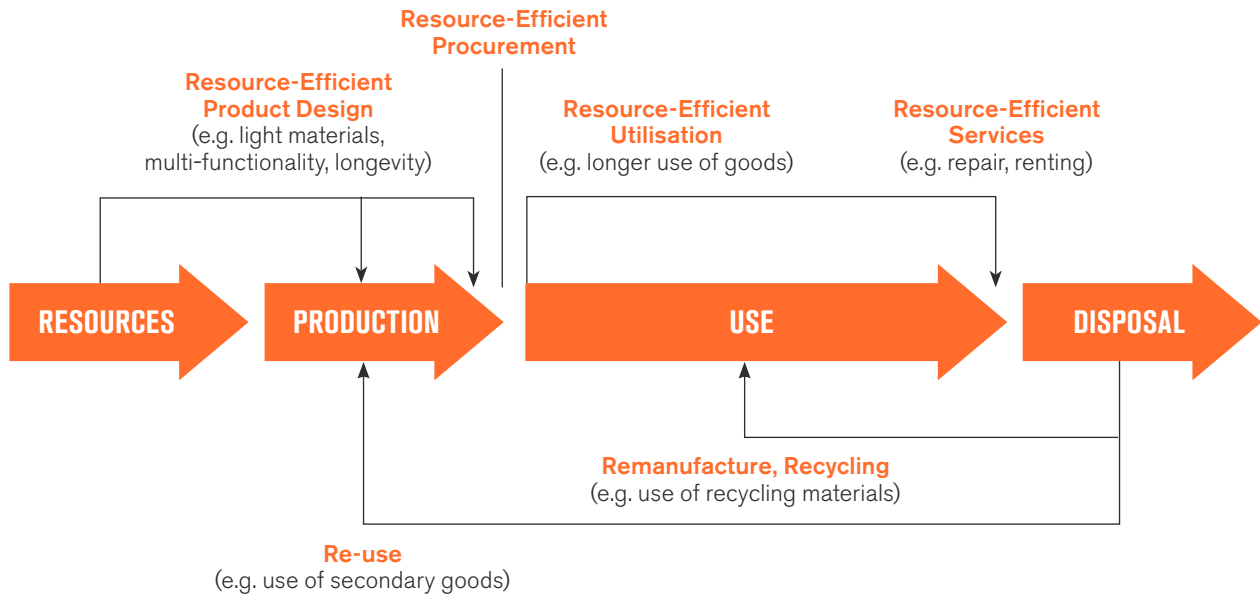 Resource-Efficient
Procurement
Resource-Efficient
Product Design
(e.g. light materials,
multi-functionality, longevity)
Resource-Efficient
Utilisation
(e.g. longer use of goods)
Resource-Efficient
Services
(e.g. repair, renting)
RESOURCES
PRODUCTION
USE
DISPOSAL
Remanufacture, Recycling
(e.g. use of recycling materials)
Re-use
(e.g. use of secondary goods)